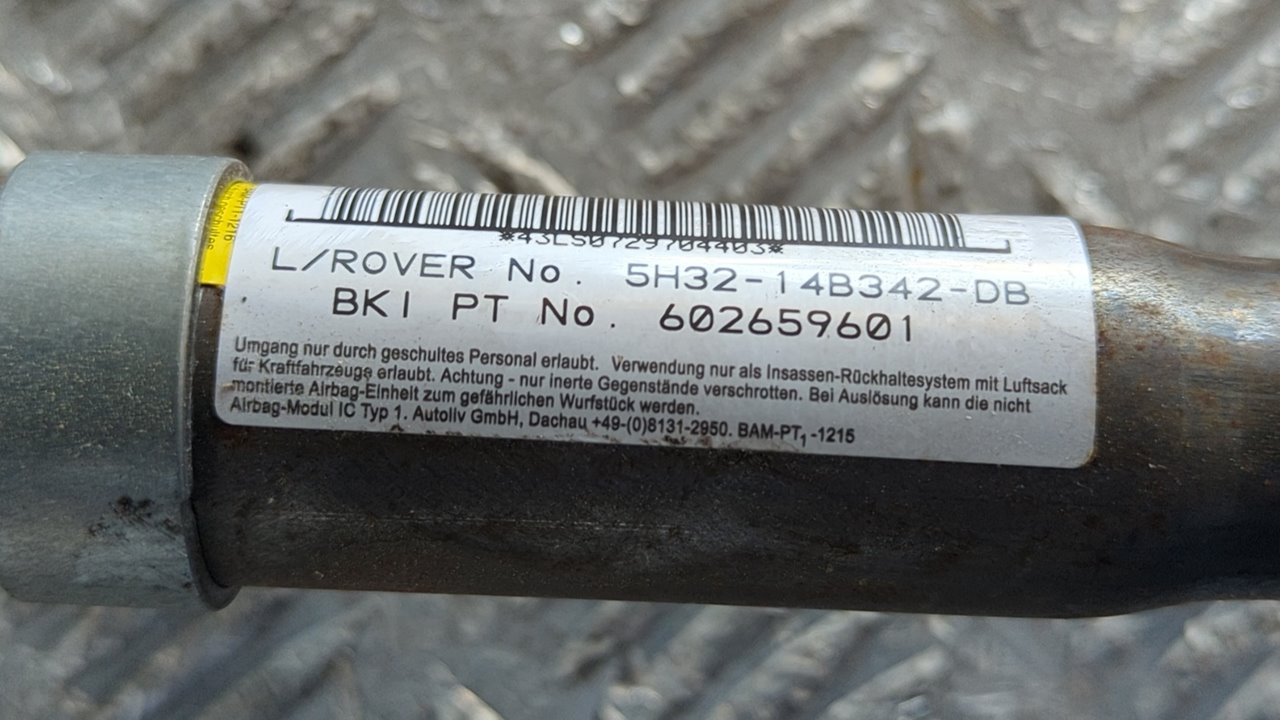 *43LS0729704403*
L/ROVER No. 5H32-14B342-DB
BKI PT No. 602659601
Umgang nur durch geschultes Personal erlaubt. Verwendung nur als Insassen-Rückhaltesystem mit Luftsack
für Kraftfahrzeuge erlaubt. Achtung - nur inerte Gegenstände verschrotten. Bei Auslösung kann die nicht
montierte Airbag-Einheit zum gefährlichen Wurfstück werden.
Airbag-Modul IC Typ 1. Autoliv GmbH, Dachau +49-(0)8131-2950. BAM-PT₁ -1215